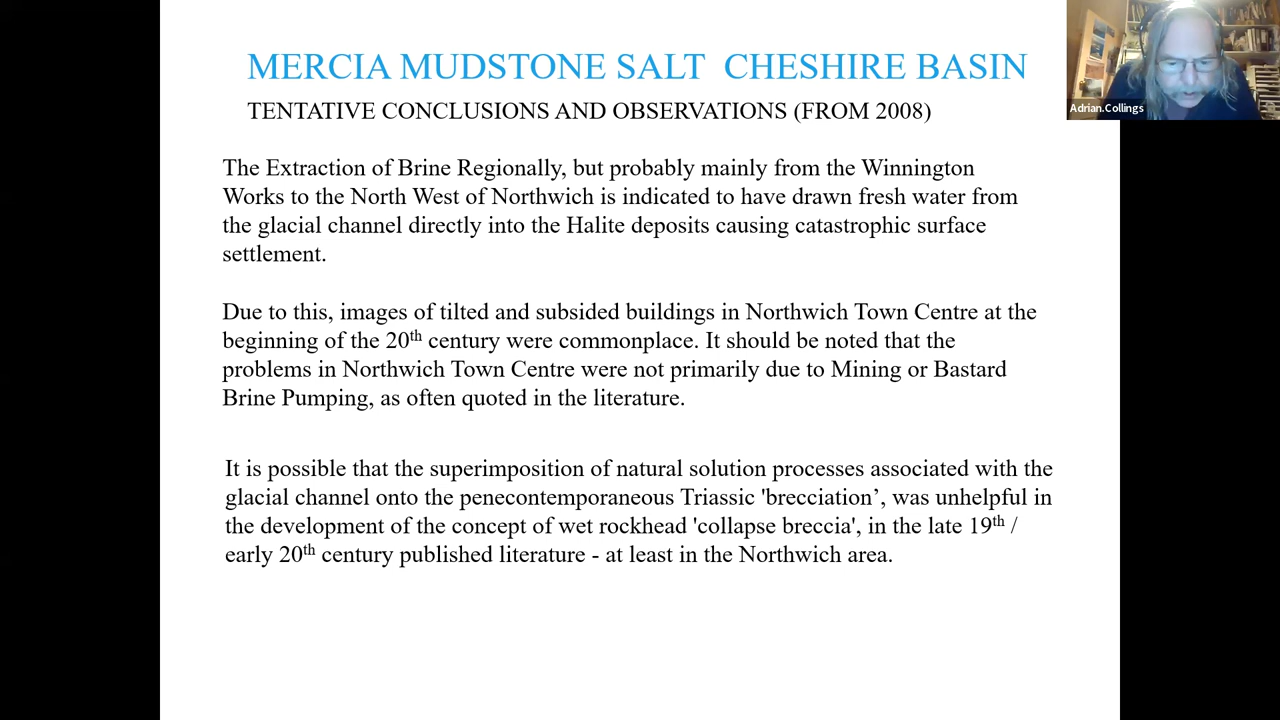 MERCIA MUDSTONE SALT  CHESHIRE BASIN
TENTATIVE CONCLUSIONS AND OBSERVATIONS (FROM 2008)
Adrian.Collings
The Extraction of Brine Regionally, but probably mainly from the Winnington
Works to the North West of Northwich is indicated to have drawn fresh water from
the glacial channel directly into the Halite deposits causing catastrophic surface
settlement.
Due to this, images of tilted and subsided buildings in Northwich Town Centre at the
beginning of the 20th century were commonplace. It should be noted that the
problems in Northwich Town Centre were not primarily due to Mining or Bastard
Brine Pumping, as often quoted in the literature.
It is possible that the superimposition of natural solution processes associated with the
glacial channel onto the penecontemporaneous Triassic 'brecciation’, was unhelpful in
the development of the concept of wet rockhead 'collapse breccia', in the late 19th /
early 20th century published literature - at least in the Northwich area.